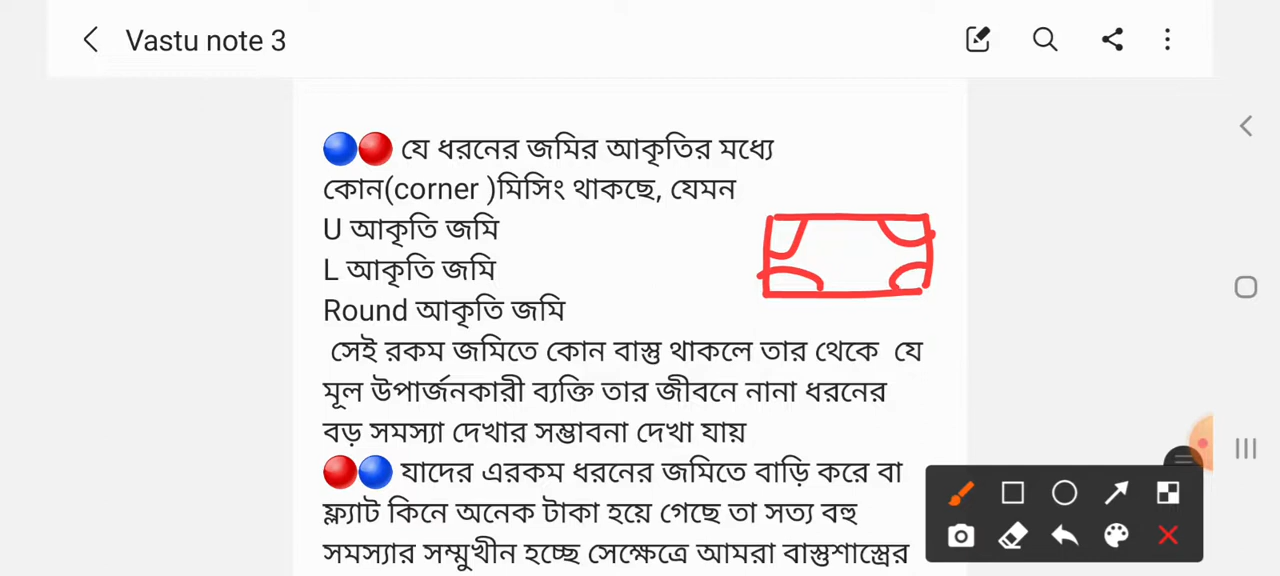 Vastu note 3
যে ধরনের জমির আকৃতির মধ্যে
কোন(corner )মিসিং থাকছে, যেমন
U আকৃতি জমি
L আকৃতি জমি
Round আকৃতি জমি
সেই রকম জমিতে কোন বাস্তু থাকলে তার থেকে যে
মূল উপার্জনকারী ব্যক্তি তার জীবনে নানা ধরনের
বড় সমস্যা দেখার সম্ভাবনা দেখা যায়
যাদের এরকম ধরনের জমিতে বাড়ি করে বা
ফ্ল্যাট কিনে অনেক টাকা হয়ে গেছে তা সত্য বহু
সমস্যার সম্মুখীন হচ্ছে সেক্ষেত্রে আমরা বাস্তুশাস্ত্রের